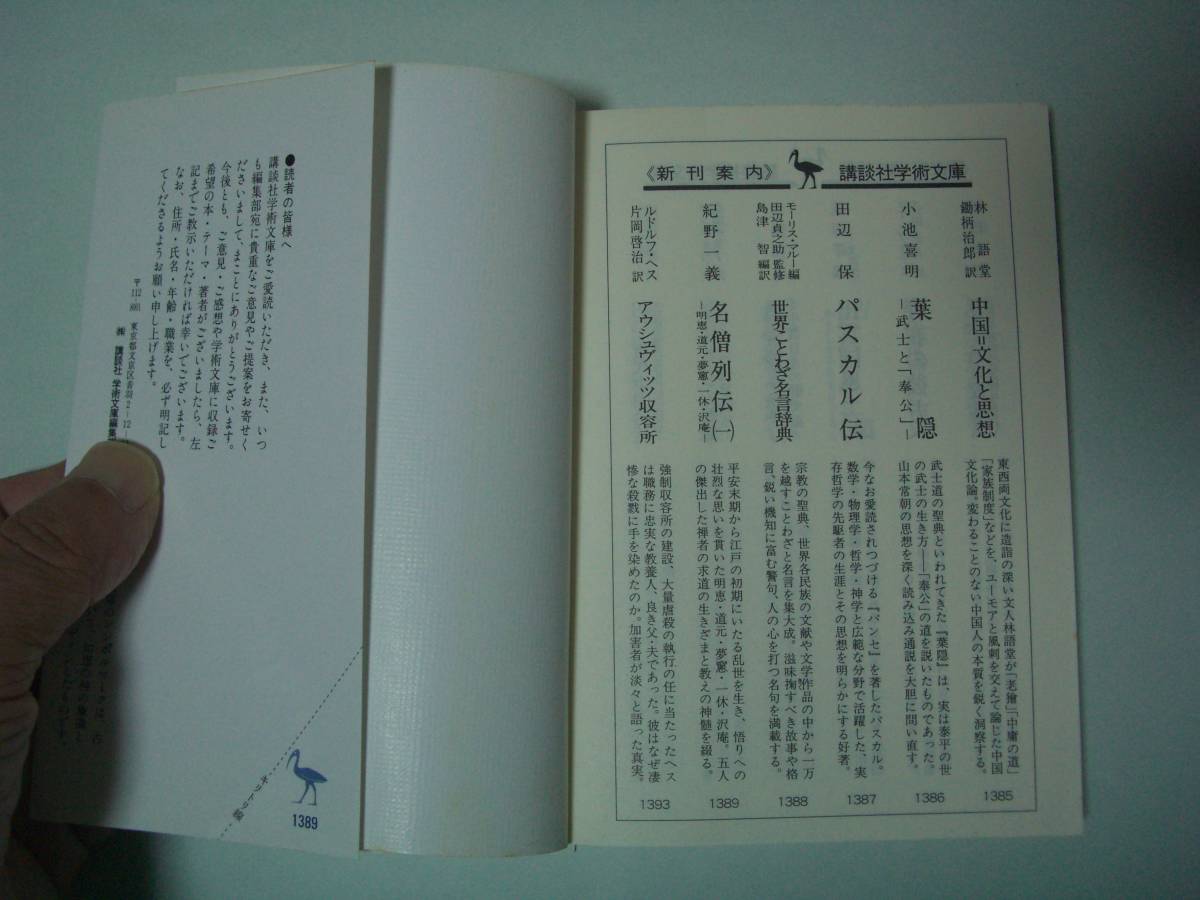 ●読者の皆様へ
講談社学術文庫をご愛読いただき、また、いつ
も編集部宛に貴重なご意見やご提案をお寄せく
ださいまして、まことにありがとうございます。
今後とも、ご意見・ご感想や学術文庫に収録ご
希望の本・テーマ・著者がございましたら、左
記までご教示いただければ幸いでございます。
なお、住所・氏名・年齢・職業を、必ず明記し
てくださるようお願い申し上げます。
〒112-8001 東京都文京区音羽2-12
㈱講談社 学術文庫編集
キリトリ線
1389
講談社学術文庫
《新刊案内》
林語堂
鋤柄治郎 訳
中国=文化と思想
東西両文化に造詣の深い文人林語堂が「老獪」「中庸の道」
「家族制度」などを、ユーモアと風刺を交えて論じた中国
文化論。変わることのない中国人の本質を鋭く洞察する。
1385
小池喜明
葉隠
―武士と「奉公」―
武士道の聖典といわれてきた『葉隠』は、実は泰平の世
の武士の生き方――「奉公」の道を説いたものであった。
山本常朝の思想を深く読み込み通説を大胆に問い直す。
1386
田辺保
パスカル伝
今なお愛読されつづける『パンセ』を著したパスカル。
数学・物理学・哲学・神学と広範な分野で活躍した、実
存哲学の先駆者の生涯とその思想を明らかにする好著。
1387
モーリス・マルー編
田辺貞之助 監修
島津智 編訳
世界ことわざ名言辞典
宗教の聖典、世界各民族の文献や文学作品の中から一万
を越すことわざと名言を集大成。滋味掬すべき故事や格
言、鋭い機知に富む警句、人の心を打つ名句を満載する。
1388
紀野一義
名僧列伝㈠
―明恵・道元・夢窓・一休・沢庵―
平安末期から江戸の初期にいたる乱世を生き、悟りへの
壮烈な思いを貫いた明恵・道元・夢窓・一休・沢庵。五人
の傑出した禅者の求道の生きざまと教えの神髄を綴る。
1389
ルドルフ・ヘス
片岡啓治 訳
アウシュヴィッツ収容所
強制収容所の建設、大量虐殺の執行の任に当たったヘス
は職務に忠実な教養人、良き父・夫であった。彼はなぜ凄
惨な殺戮に手を染めたのか。加害者が淡々と語った真実。
1393